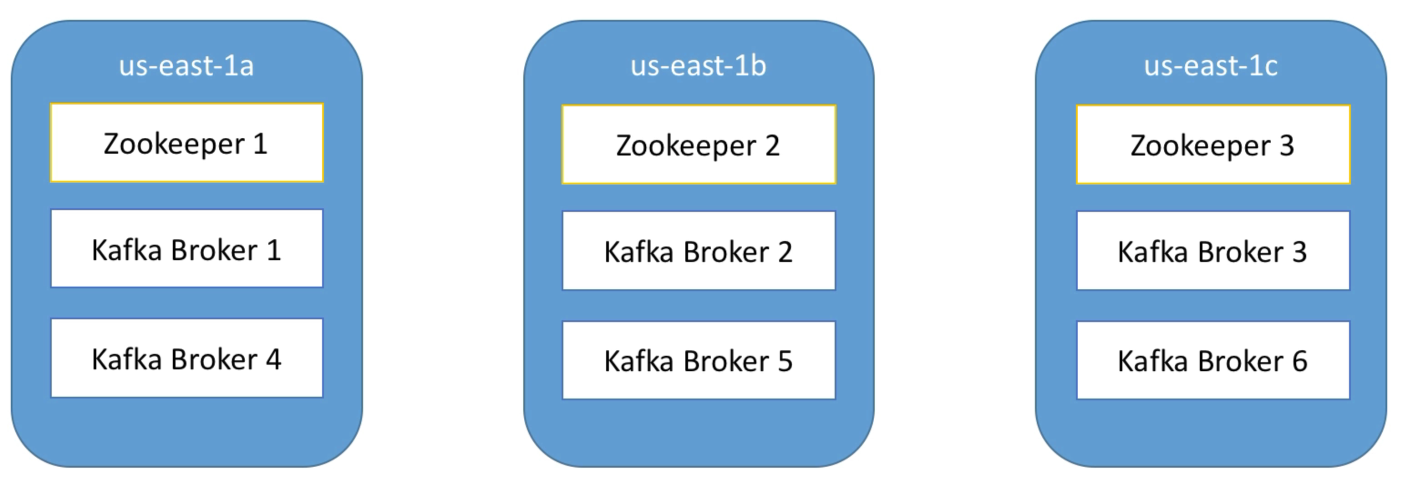 us-east-1a
Zookeeper 1
Kafka Broker 1
Kafka Broker 4
us-east-1b
Zookeeper 2
Kafka Broker 2
Kafka Broker 5
us-east-1c
Zookeeper 3
Kafka Broker 3
Kafka Broker 6